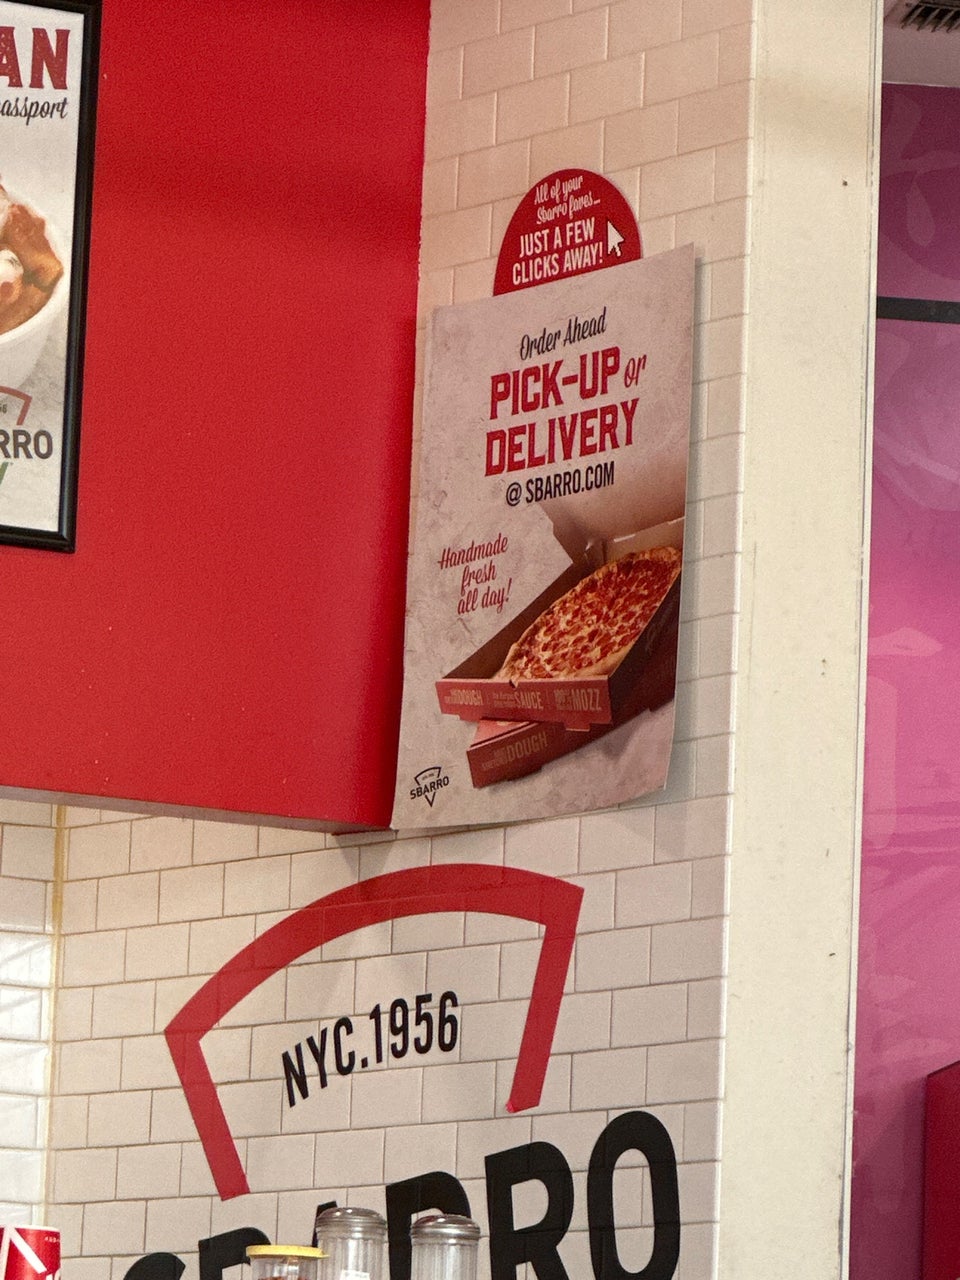 AN
assport
RRO
All of your
Sbarro faves...
JUST A FEW
CLICKS AWAY!
Order Ahead
PICK-UP or
DELIVERY
@ SBARRO.COM
Handmade
fresh
all day!
DOUGH SAUCE MOZZ
DOUGH
SBARRO
NYC.1956
SBARRO